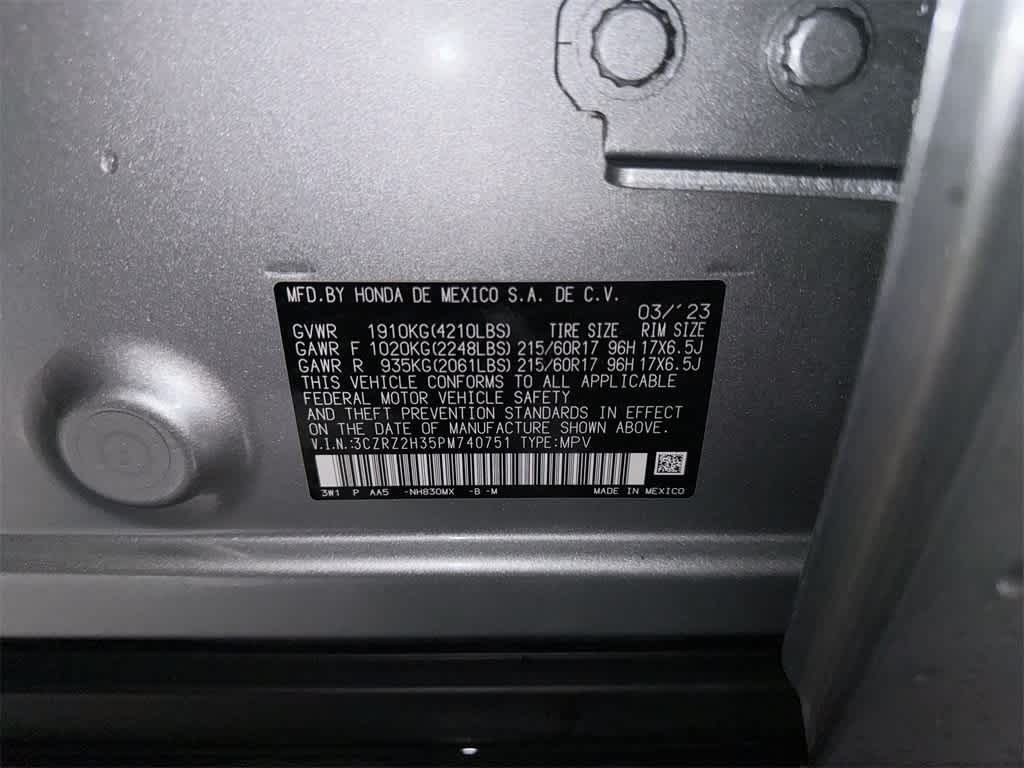 MFD.BY HONDA DE MEXICO S.A. DE C.V.
03/'23
GVWR 1910KG(4210LBS) TIRE SIZE RIM SIZE
GAWR F 1020KG(2248LBS) 215/60R17 96H 17X6.5J
GAWR R 935KG(2061LBS) 215/60R17 96H 17X6.5J
THIS VEHICLE CONFORMS TO ALL APPLICABLE
FEDERAL MOTOR VEHICLE SAFETY
AND THEFT PREVENTION STANDARDS IN EFFECT
ON THE DATE OF MANUFACTURE SHOWN ABOVE.
V.I.N.:3CZRZ2H35PM740751 TYPE:MPV
3W1 P AA5 -NH830MX -B -M MADE IN MEXICO